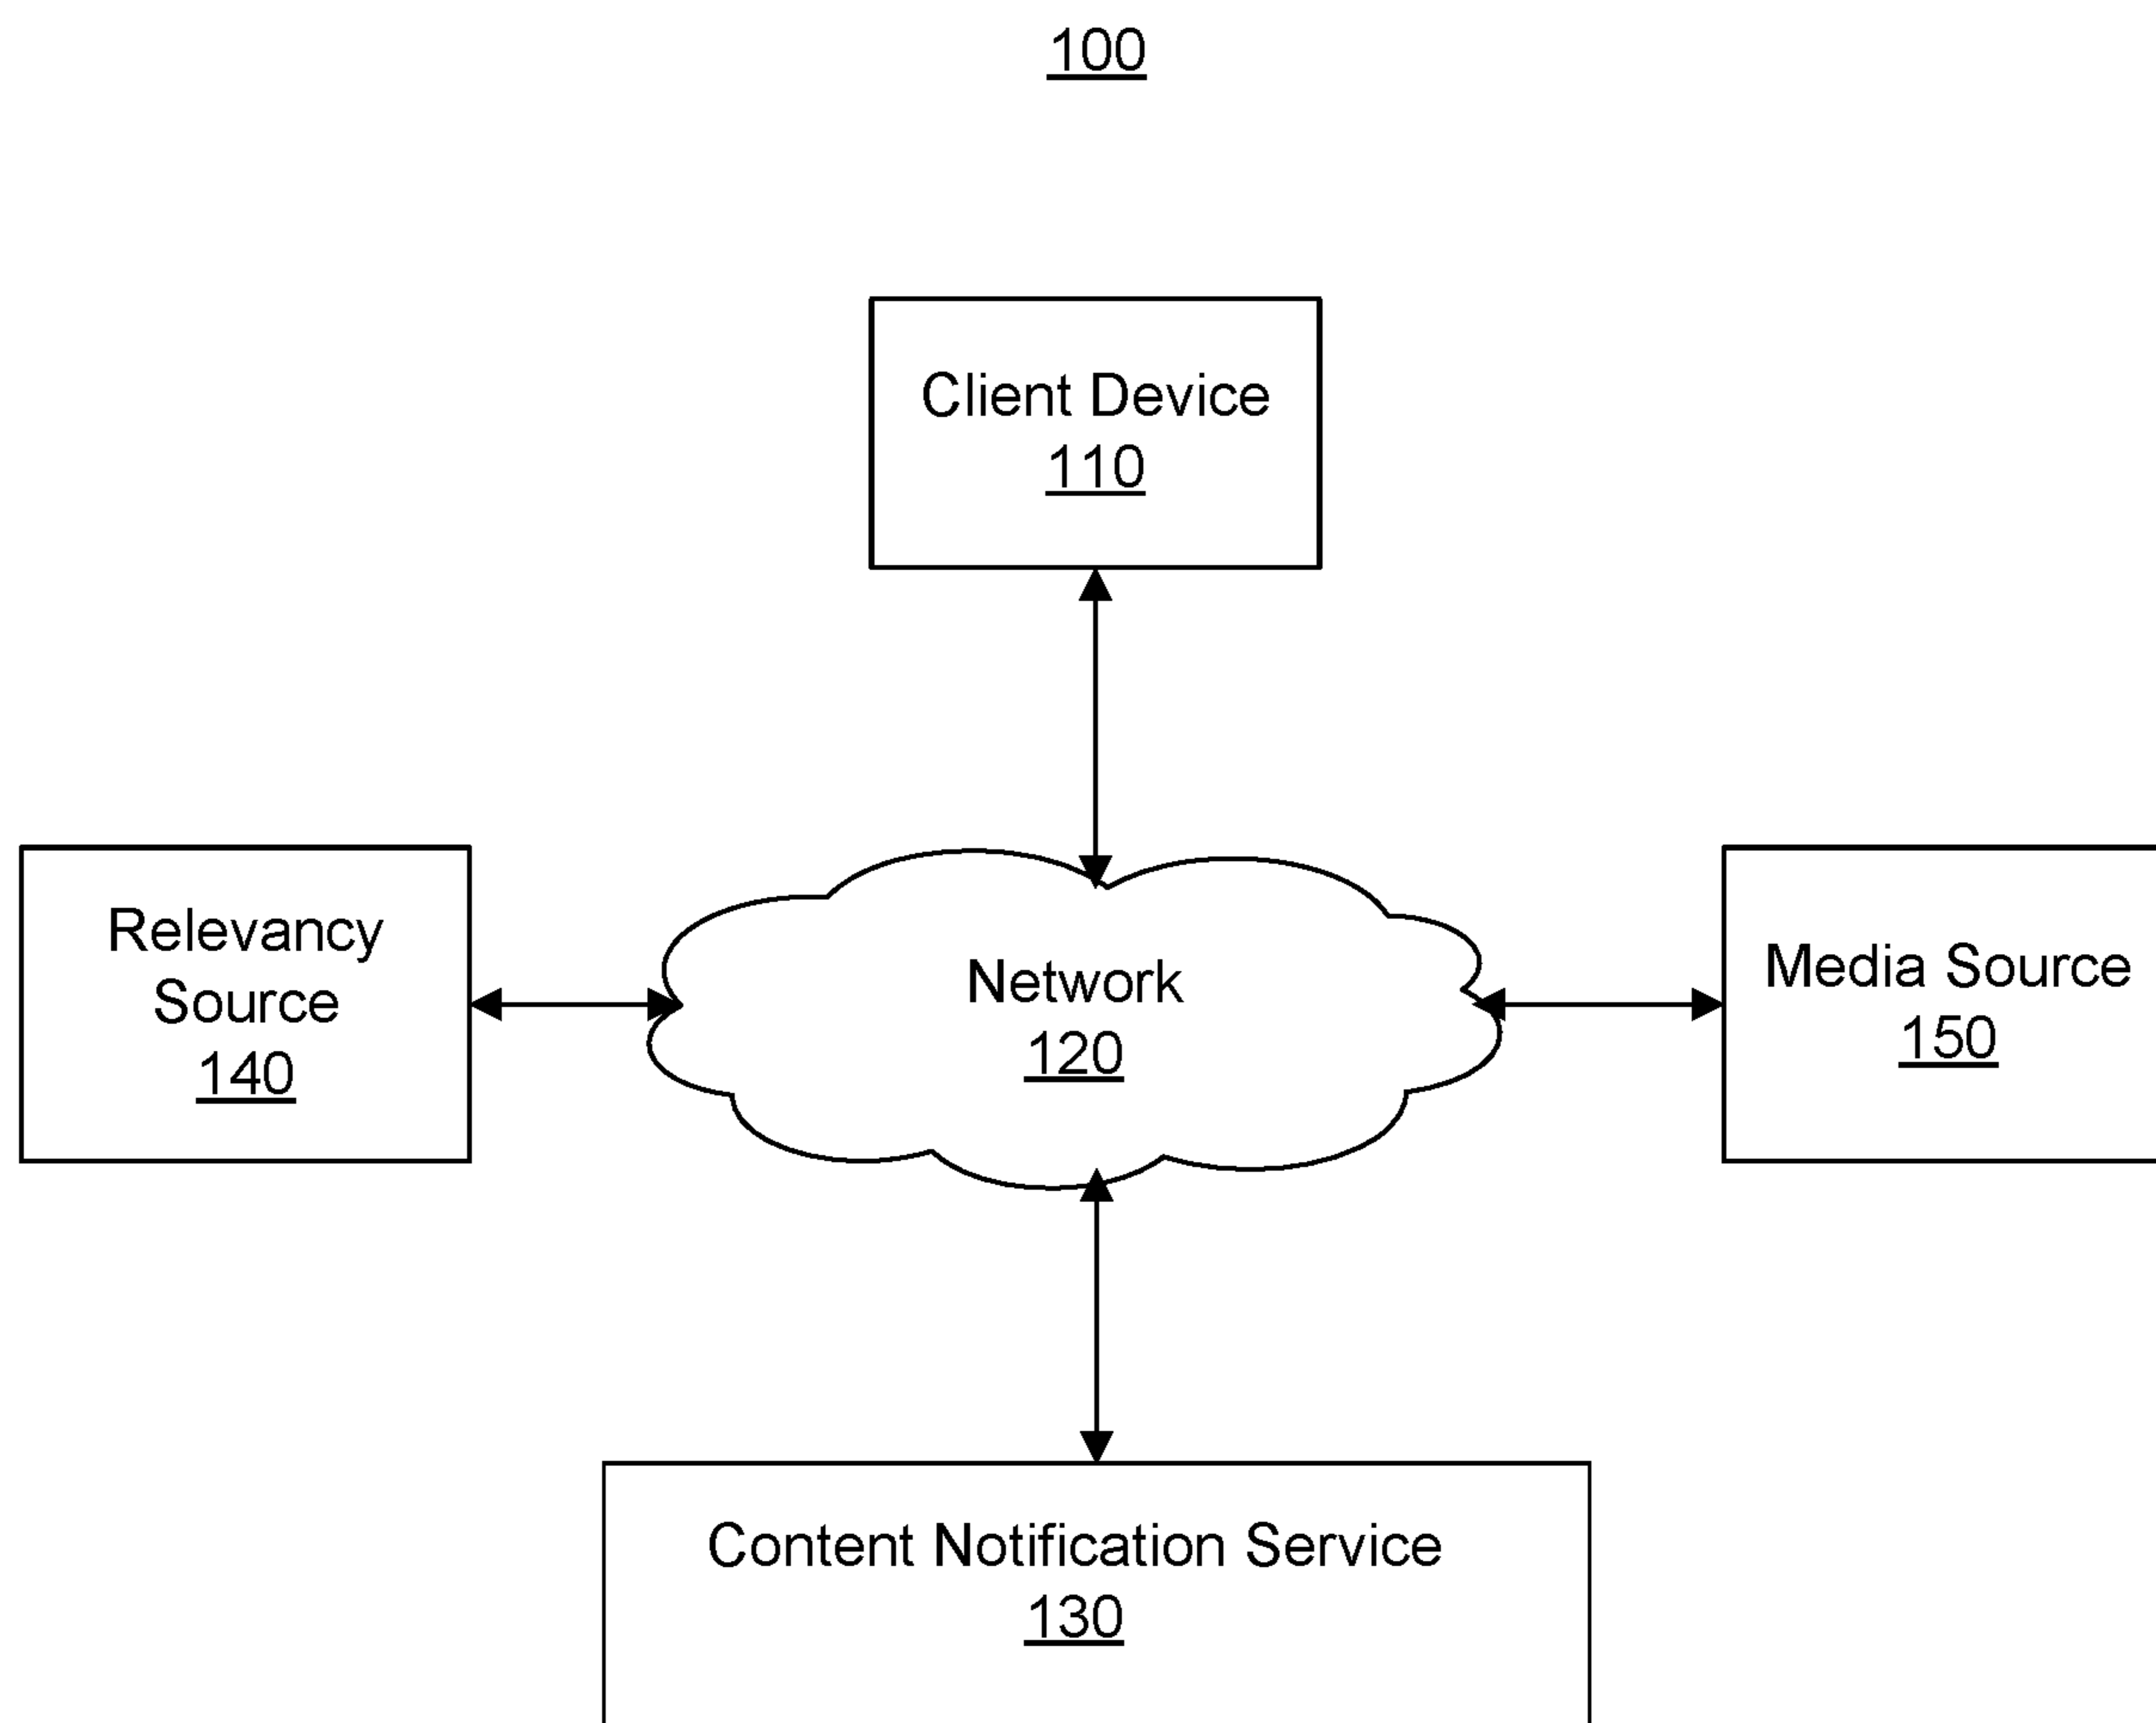 100
Client Device
110
Relevancy
Source
140
Network
120
Media Source
150
Content Notification Service
130